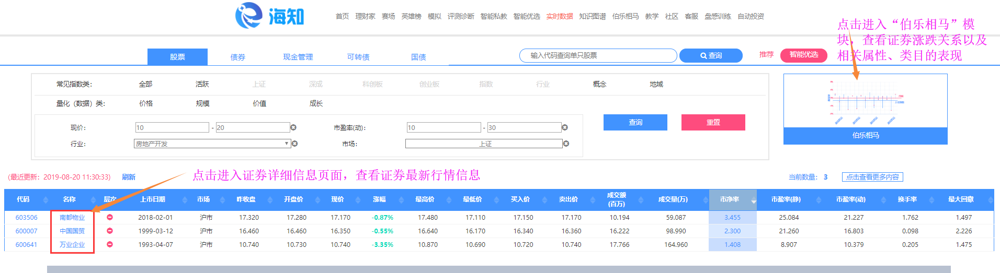 海知
首页 理财家 赛场 英雄榜 模拟 评测诊断 智能私教 智能优选 实时数据 知识图谱 伯乐相马 教学 社区 客服 盘感训练 自动投资
点击进入“伯乐相马”模
块，查看证券涨跌关系以及
相关属性、类目的表现
股票 债券 现金管理 可转债 国债 输入代码查询单只股票 查询 推荐 智能优选
常见指数类： 全部 活跃 上证 深成 科创板 创业板 指数 行业 概念 地域
量化（数据）类： 价格 规模 价值 成长
现价： 10 - 20 市盈率(动)： 10 - 30 查询 重置
行业： 房地产开发 市场： 上证
伯乐相马
(最近更新：2019-08-20 11:30:33) 刷新 点击进入证券详细信息页面，查看证券最新行情信息 当前数量： 3 点击查看更多内容
代码 名称 层次 上市日期 市场 昨收盘 开盘价 现价 涨幅 最高价 最低价 买入价 卖出价 成交额(百万) 成交量(万) 市净率 市盈率(静) 市盈率(动) 换手率 最大回撤
603506 南都物业 2018-02-01 沪市 17.320 17.280 17.170 -0.87% 17.480 17.110 17.150 17.170 10.194 59.087 3.455 25.084 21.227 1.762 1.497
600007 中国国贸 1999-03-12 沪市 16.460 16.460 16.350 -0.55% 16.640 16.170 16.340 16.360 16.222 98.990 2.300 21.260 16.803 0.098 2.226
600641 万业企业 1993-04-07 沪市 10.740 10.730 10.740 -3.35% 10.870 10.690 10.720 10.740 17.766 164.960 1.408 8.907 10.379 0.205 1.475